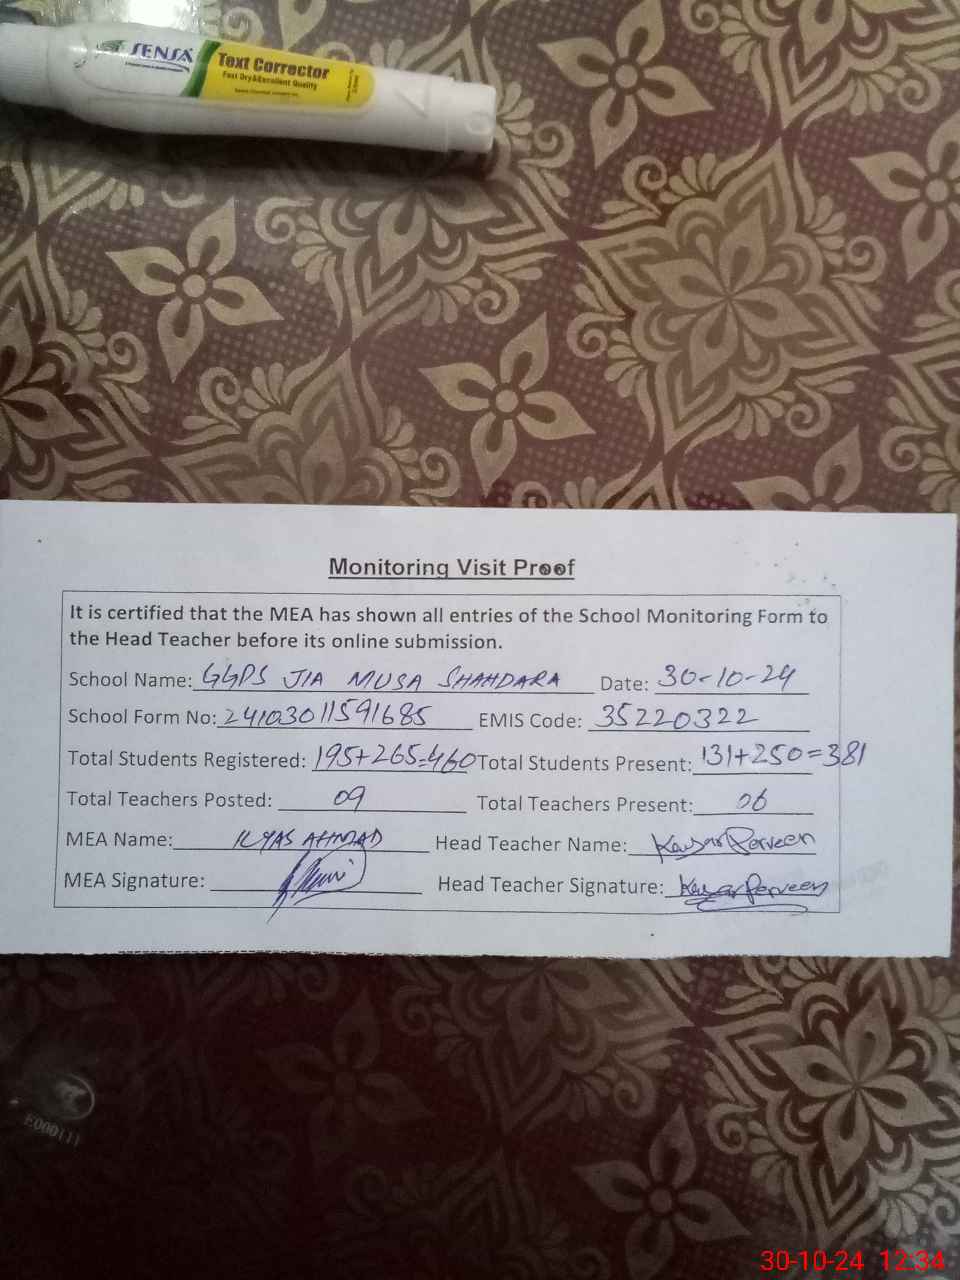 SENSA
Text Corrector
Fast Dry&Excellent Quality
Monitoring Visit Proof
It is certified that the MEA has shown all entries of the School Monitoring Form to
the Head Teacher before its online submission.
School Name: GGPS JIA MUSA SHAHDARA Date: 30-10-24
School Form No: 24103011591685 EMIS Code: 35220322
Total Students Registered: 195+265=460 Total Students Present: 131+250=381
Total Teachers Posted: 09 Total Teachers Present: 06
MEA Name: ILYAS AHMAD Head Teacher Name: Kausar Perveen
MEA Signature: Head Teacher Signature: Kausar Perveen
30-10-24 12:34